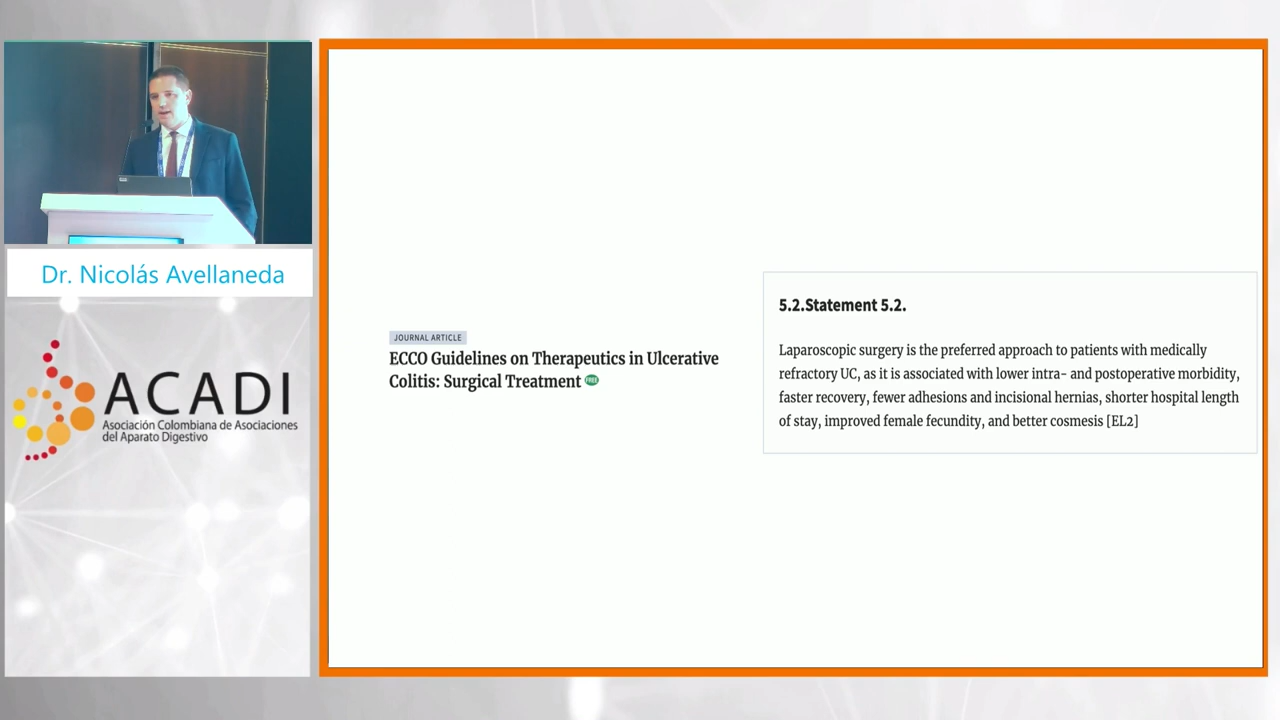 Dr. Nicolás Avellaneda
ACADI
Asociación Colombiana de Asociaciones
del Aparato Digestivo
JOURNAL ARTICLE
ECCO Guidelines on Therapeutics in Ulcerative
Colitis: Surgical Treatment FREE
5.2.Statement 5.2.
Laparoscopic surgery is the preferred approach to patients with medically
refractory UC, as it is associated with lower intra- and postoperative morbidity,
faster recovery, fewer adhesions and incisional hernias, shorter hospital length
of stay, improved female fecundity, and better cosmesis [EL2]